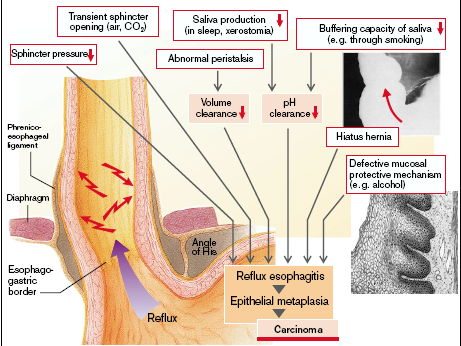 Transient sphincter
opening (air, CO₂)
Saliva production
(in sleep, xerostomia)
Buffering capacity of saliva
(e.g. through smoking)
Sphincter pressure
Abnormal peristalsis
Volume
clearance
pH
clearance
Phrenico-
esophageal
ligament
Hiatus hernia
Defective mucosal
protective mechanism
(e.g. alcohol)
Diaphragm
Angle
of His
Esophago-
gastric
border
Reflux
Reflux esophagitis
Epithelial metaplasia
Carcinoma